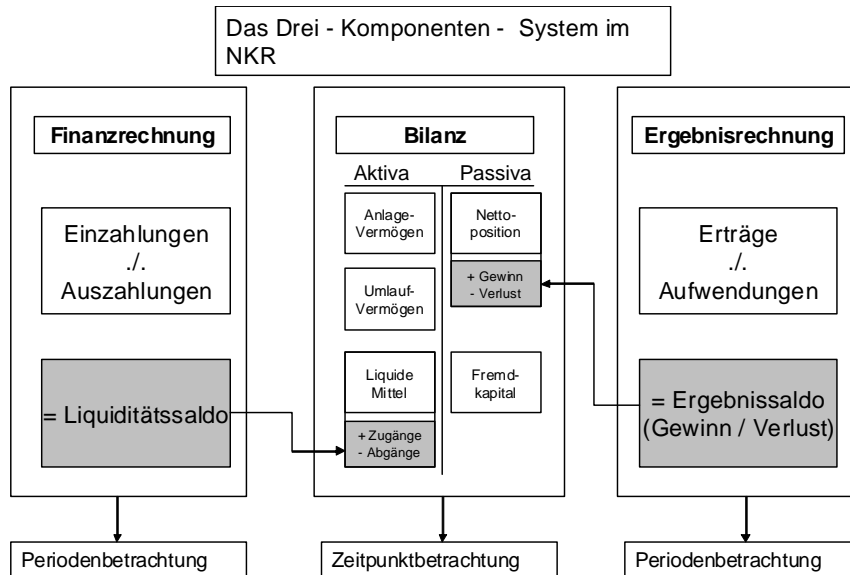 Das Drei - Komponenten - System im
NKR
Finanzrechnung
Einzahlungen
./.
Auszahlungen
= Liquiditätssaldo
Periodenbetrachtung
Bilanz
Aktiva
Passiva
Anlage-
Vermögen
Umlauf-
Vermögen
Liquide
Mittel
+ Zugänge
- Abgänge
Netto-
position
+ Gewinn
- Verlust
Fremd-
kapital
Zeitpunktbetrachtung
Ergebnisrechnung
Erträge
./.
Aufwendungen
= Ergebnissaldo
(Gewinn / Verlust)
Periodenbetrachtung